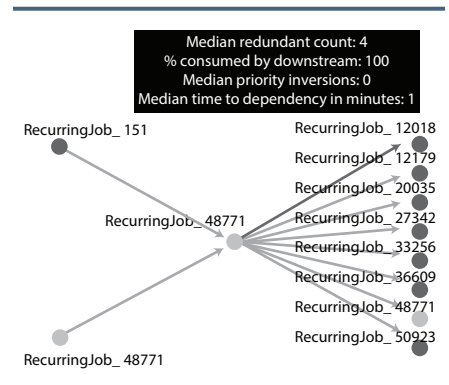 Median redundant count: 4
% consumed by downstream: 100
Median priority inversions: 0
Median time to dependency in minutes: 1
RecurringJob_ 151
RecurringJob_ 48771
RecurringJob_ 48771
RecurringJob_ 12018
RecurringJob_ 12179
RecurringJob_ 20035
RecurringJob_ 27342
RecurringJob_ 33256
RecurringJob_ 36609
RecurringJob_ 48771
RecurringJob_ 50923